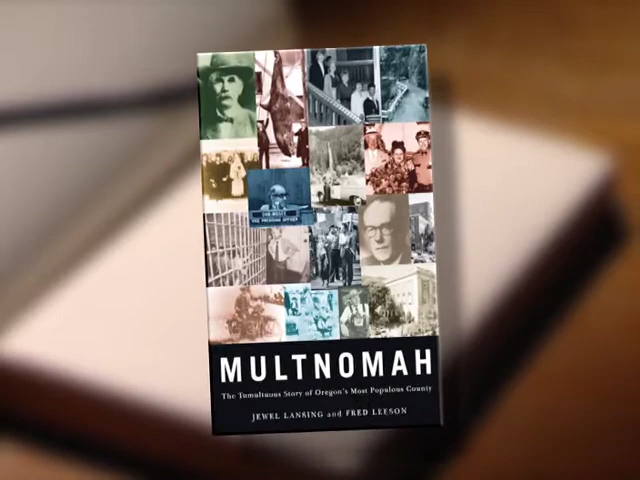 MULTNOMAH
The Tumultuous Story of Oregon's Most Populous County
JEWEL LANSING and FRED LEESON